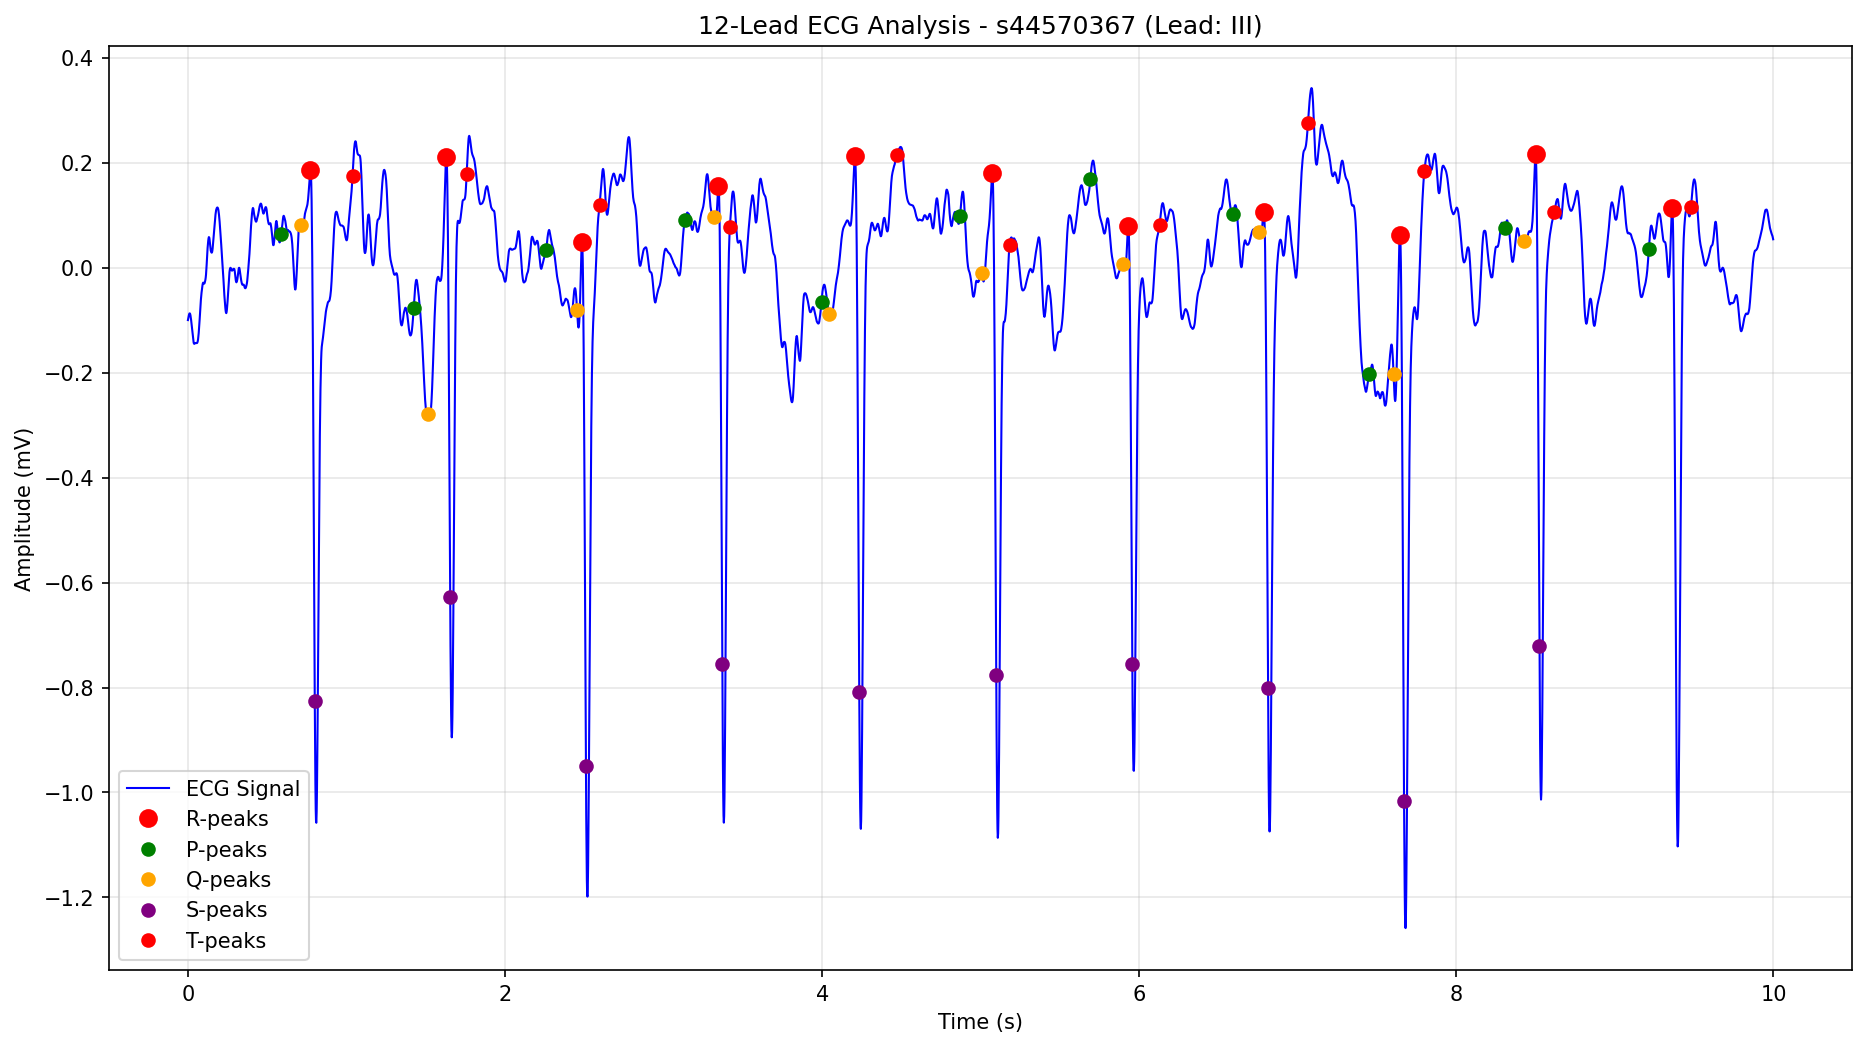 12-Lead ECG Analysis - s44570367 (Lead: III)
Amplitude (mV)
0.4
0.2
0.0
−0.2
−0.4
−0.6
−0.8
−1.0
−1.2
ECG Signal
R-peaks
P-peaks
Q-peaks
S-peaks
T-peaks
0 2 4 6 8 10
Time (s)